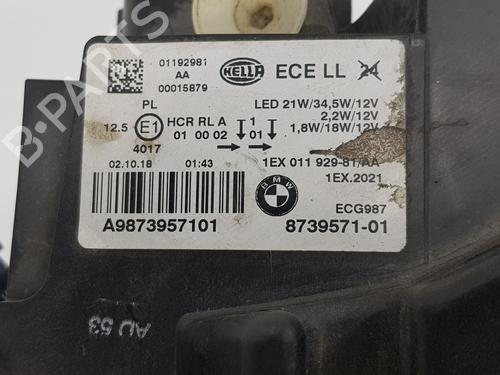 01192981
AA
00015879
HELLA
ECE LL 24
PL
LED 21W/34,5W/12V
2,2W/12V
1,8W/18W/12V
12.5 E1 HCR RL A 1
01 00 02 01
4017
02.10.18 01:43
1EX 011 929-81/AA
1EX.2021
BMW
ECG987
A9873957101
8739571-01
AU 53
B-PARTS